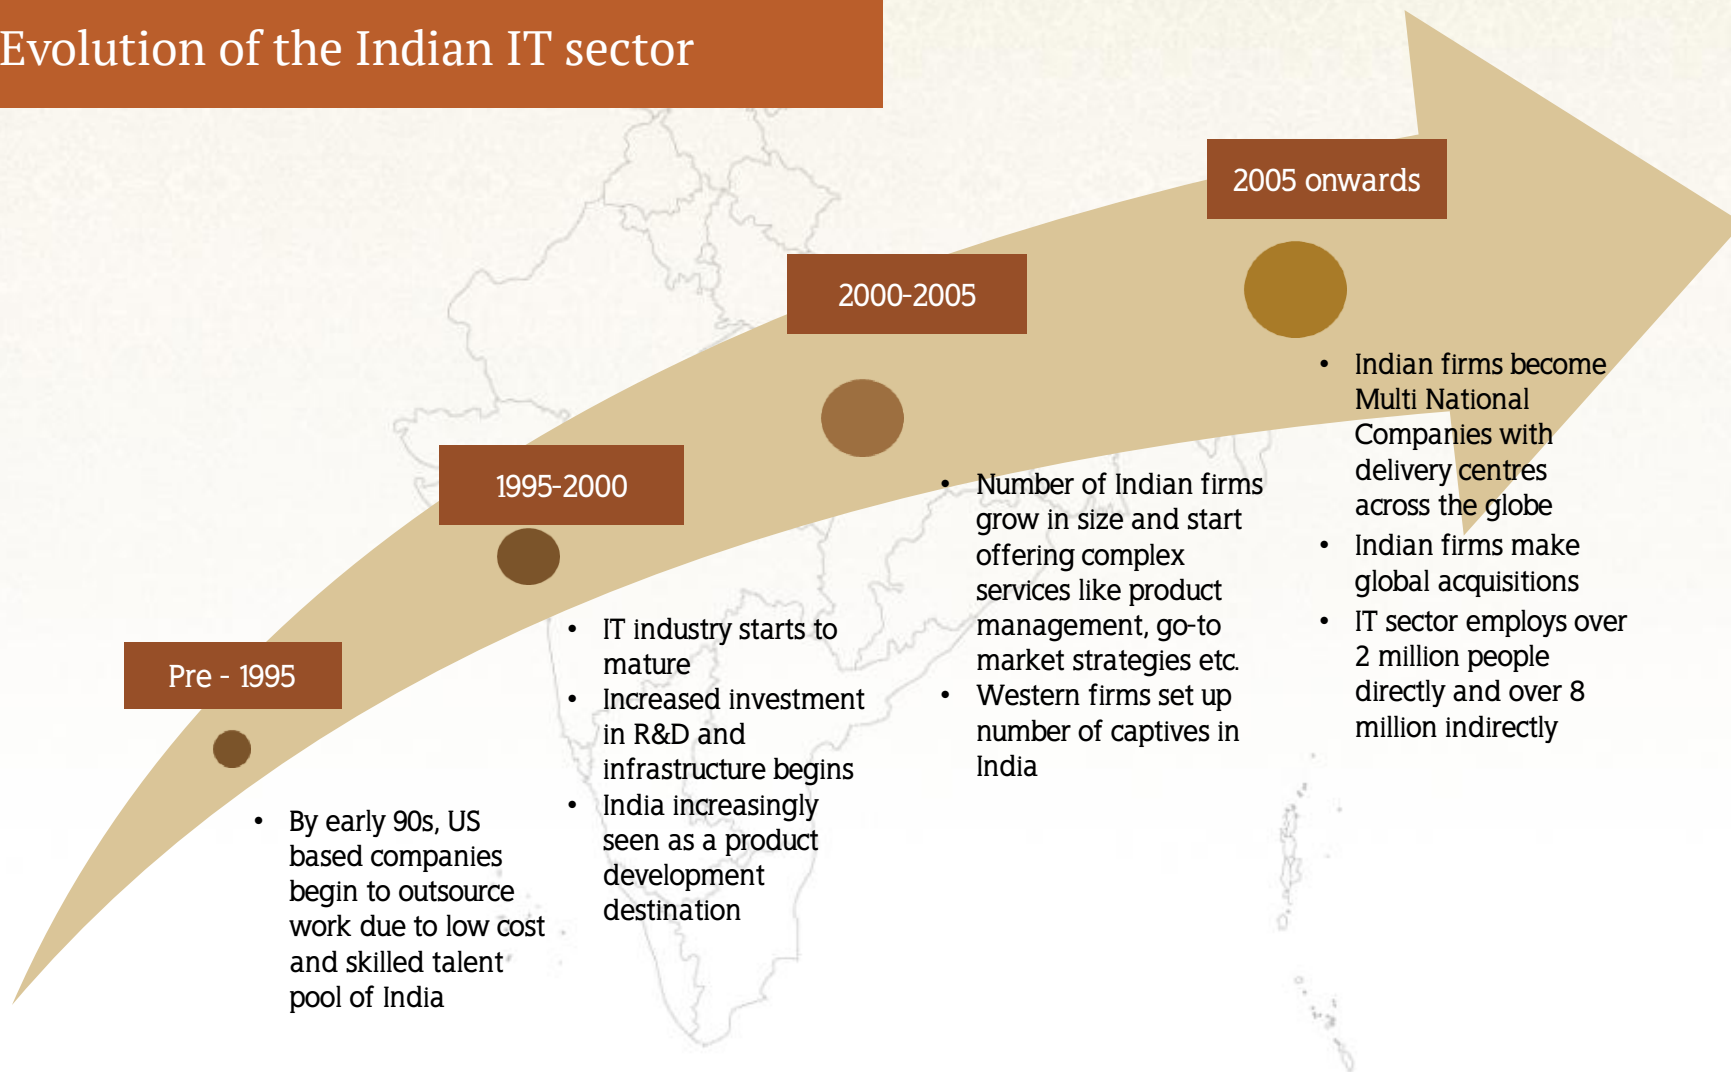 Evolution of the Indian IT sector
Pre - 1995
• By early 90s, US
based companies
begin to outsource
work due to low cost
and skilled talent
pool of India
1995-2000
• IT industry starts to
mature
• Increased investment
in R&D and
infrastructure begins
• India increasingly
seen as a product
development
destination
2000-2005
• Number of Indian firms
grow in size and start
offering complex
services like product
management, go-to
market strategies etc.
• Western firms set up
number of captives in
India
2005 onwards
• Indian firms become
Multi National
Companies with
delivery centres
across the globe
• Indian firms make
global acquisitions
• IT sector employs over
2 million people
directly and over 8
million indirectly